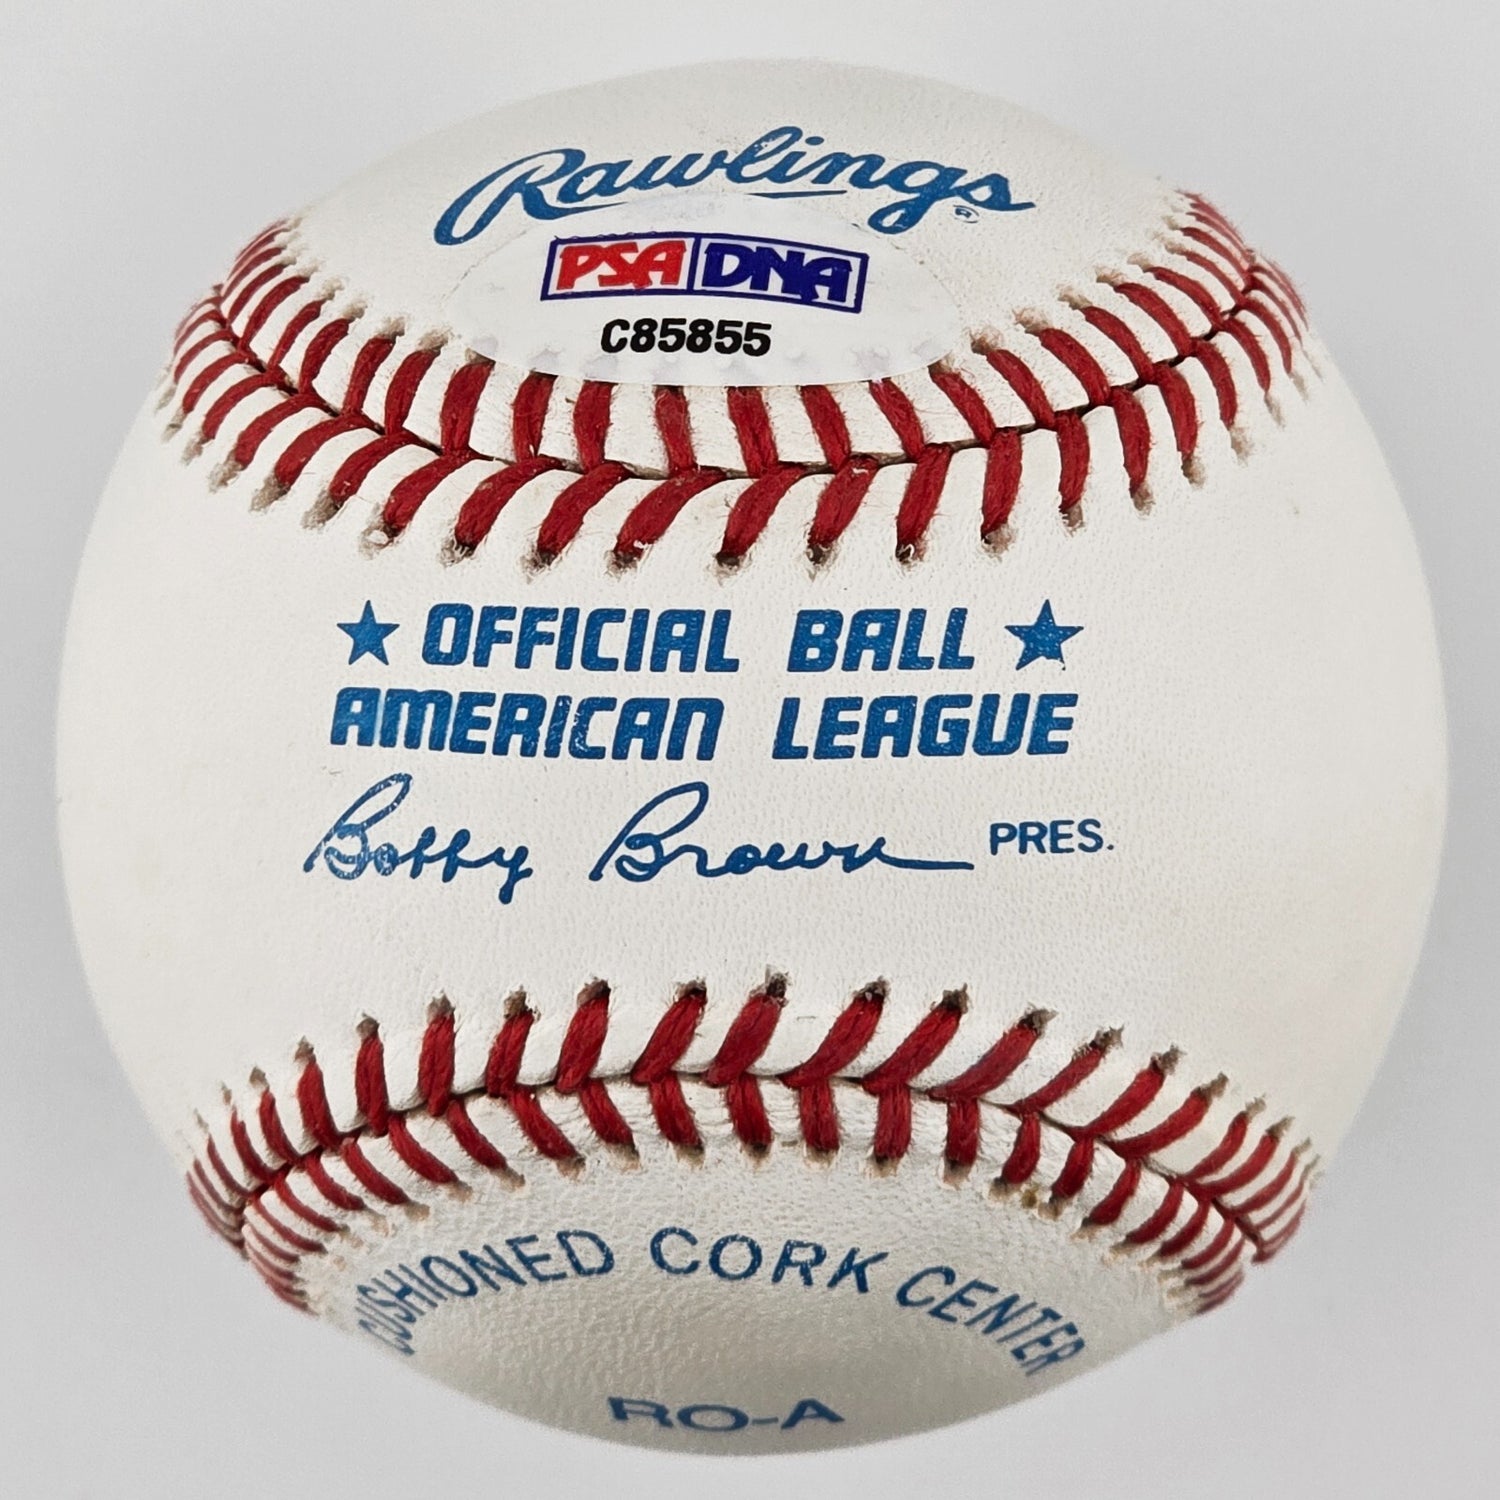 Rawlings ®
PSA DNA
C85855
★ OFFICIAL BALL ★
AMERICAN LEAGUE
Bobby Brown PRES.
CUSHIONED CORK CENTER
RO-A